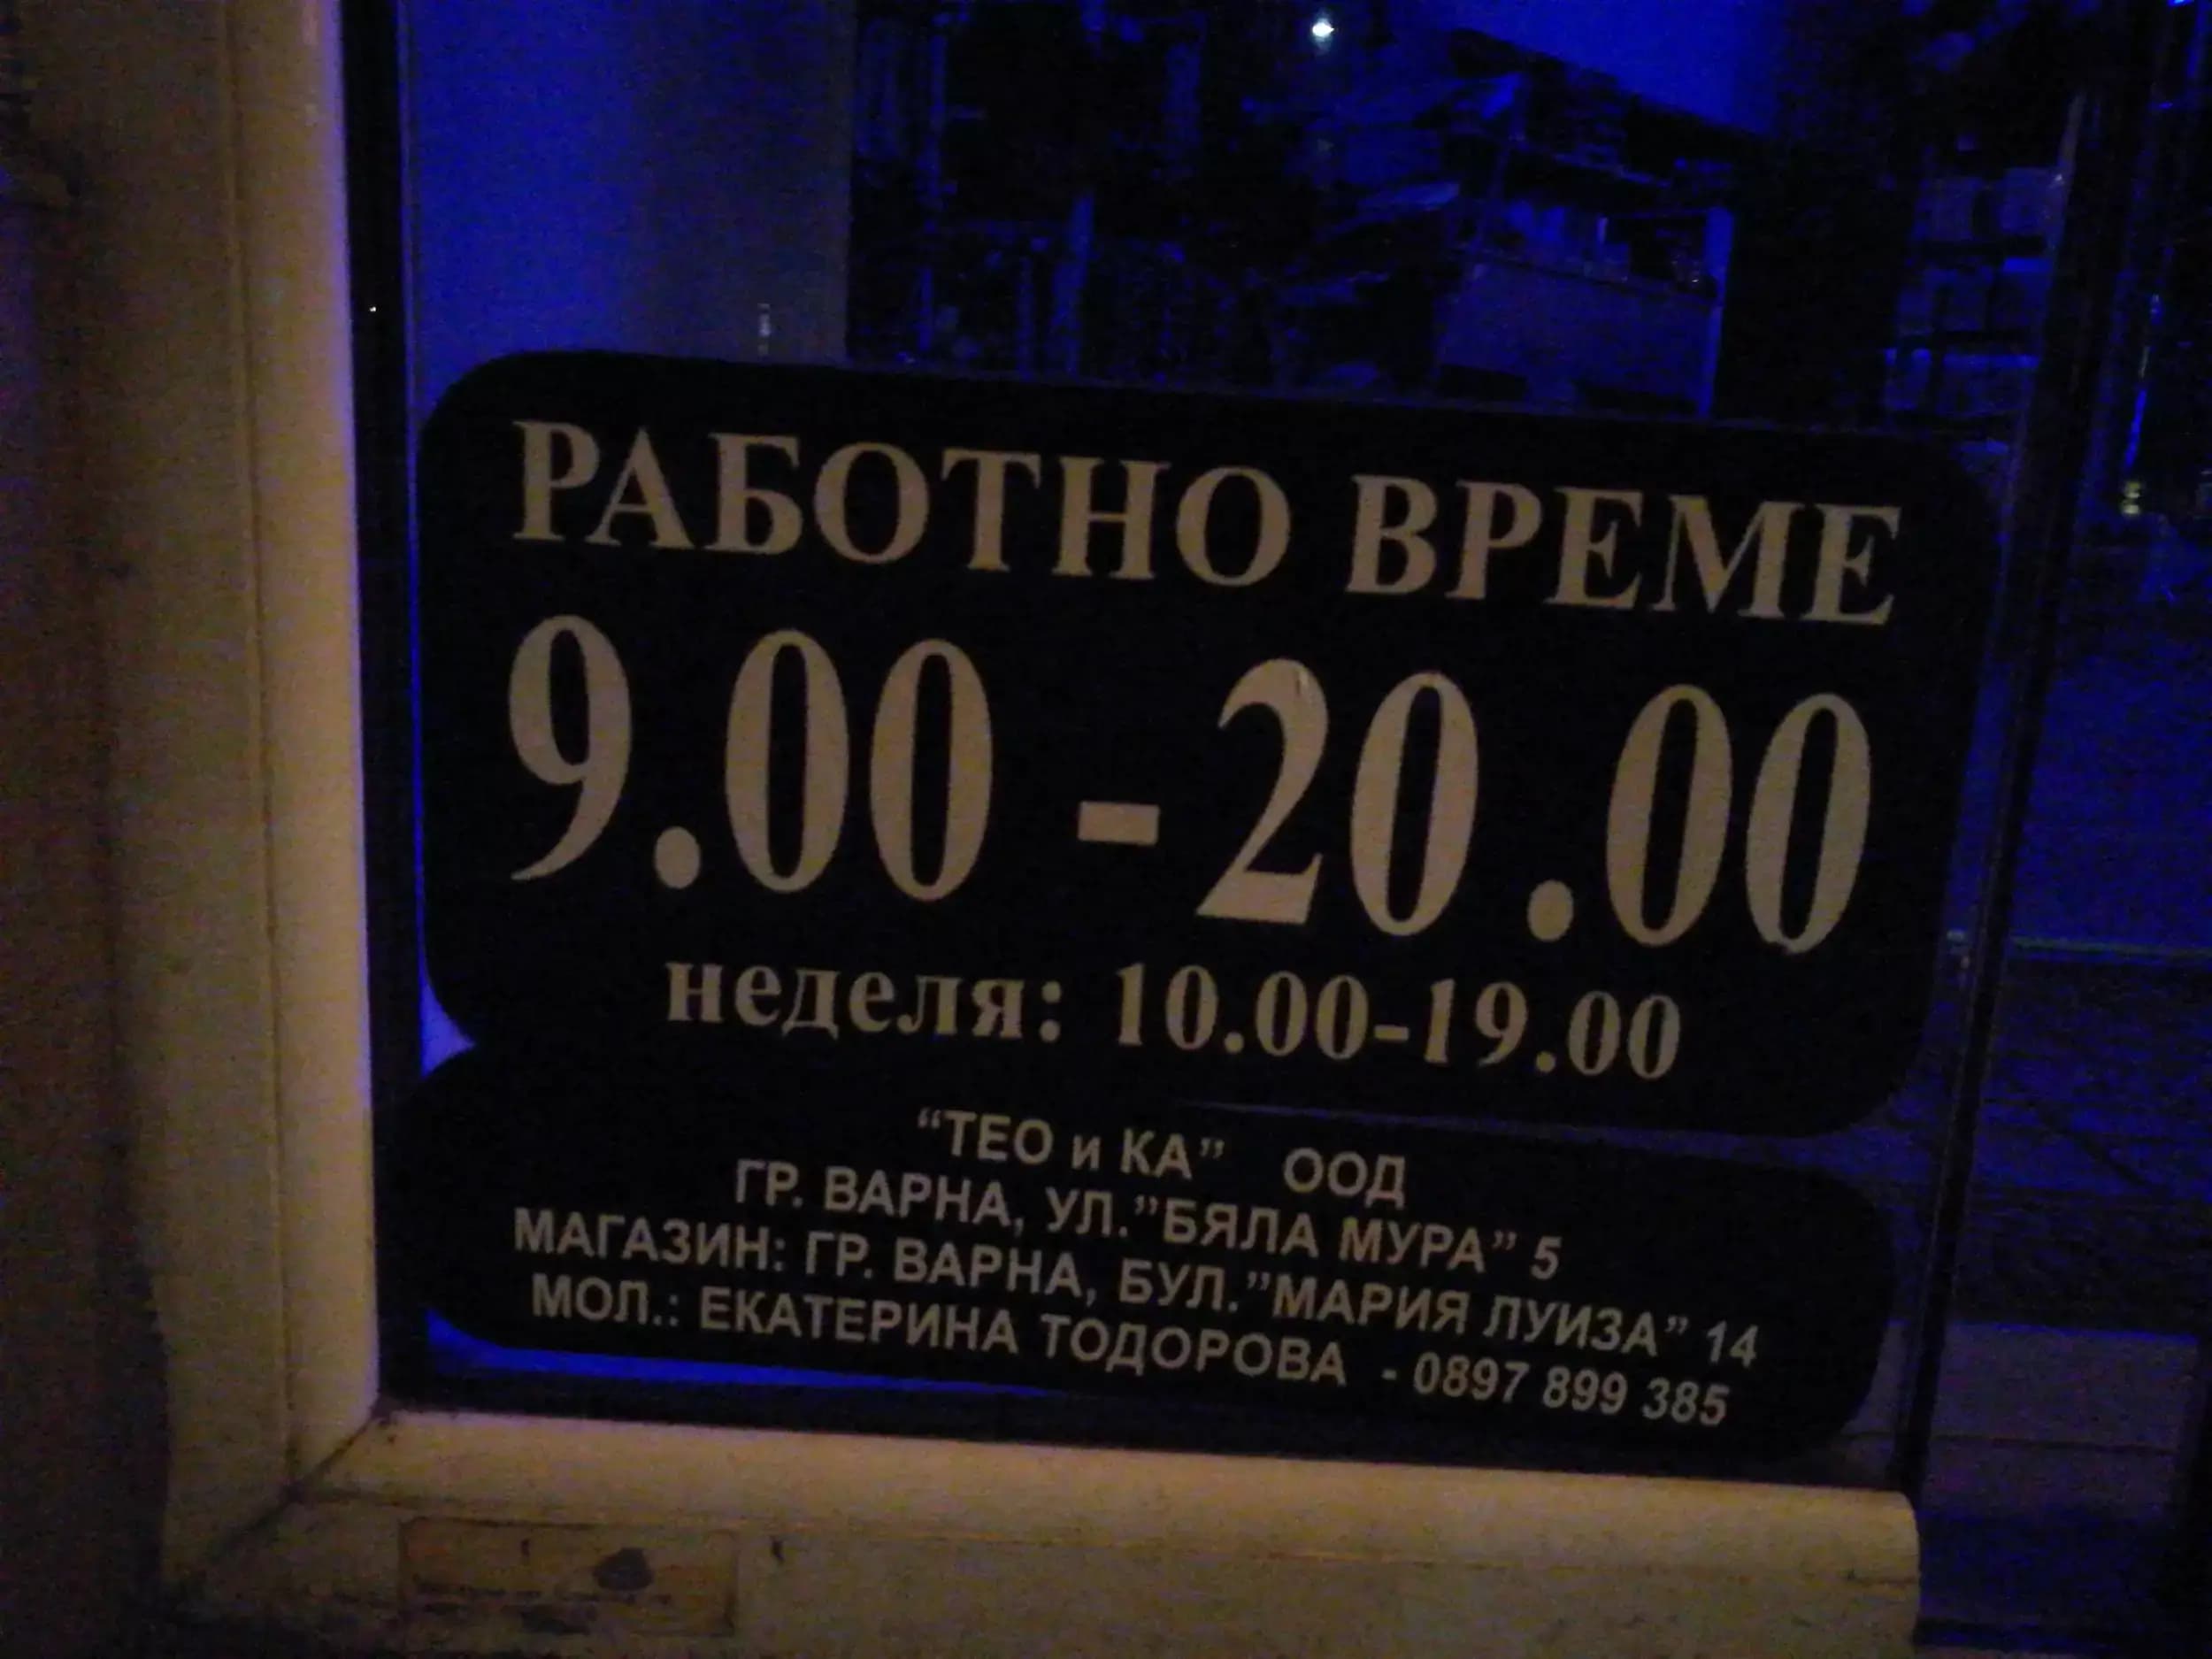 РАБОТНО ВРЕМЕ
9.00 - 20.00
неделя: 10.00-19.00
“ТЕО и КА” ООД
ГР. ВАРНА, УЛ.”БЯЛА МУРА” 5
МАГАЗИН: ГР. ВАРНА, БУЛ.”МАРИЯ ЛУИЗА” 14
МОЛ.: ЕКАТЕРИНА ТОДОРОВА - 0897 899 385